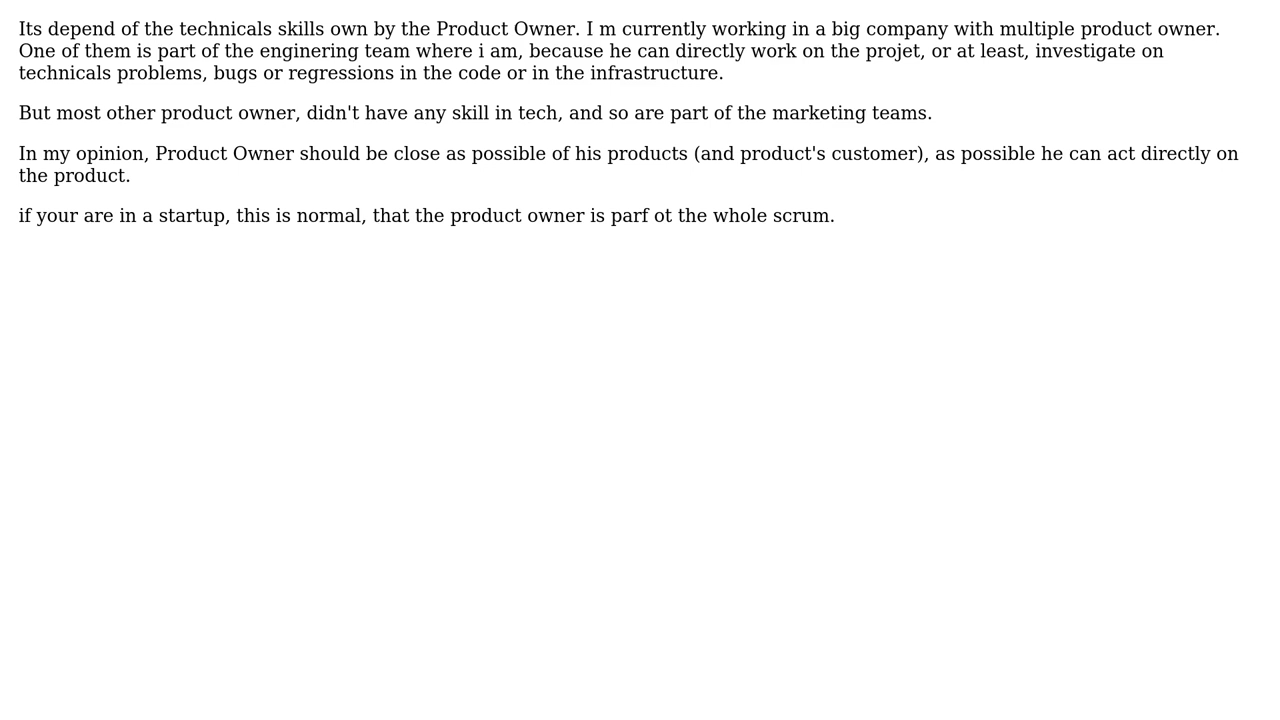 Its depend of the technicals skills own by the Product Owner. I m currently working in a big company with multiple product owner.
One of them is part of the enginering team where i am, because he can directly work on the projet, or at least, investigate on
technicals problems, bugs or regressions in the code or in the infrastructure.
But most other product owner, didn't have any skill in tech, and so are part of the marketing teams.
In my opinion, Product Owner should be close as possible of his products (and product's customer), as possible he can act directly on
the product.
if your are in a startup, this is normal, that the product owner is parf ot the whole scrum.